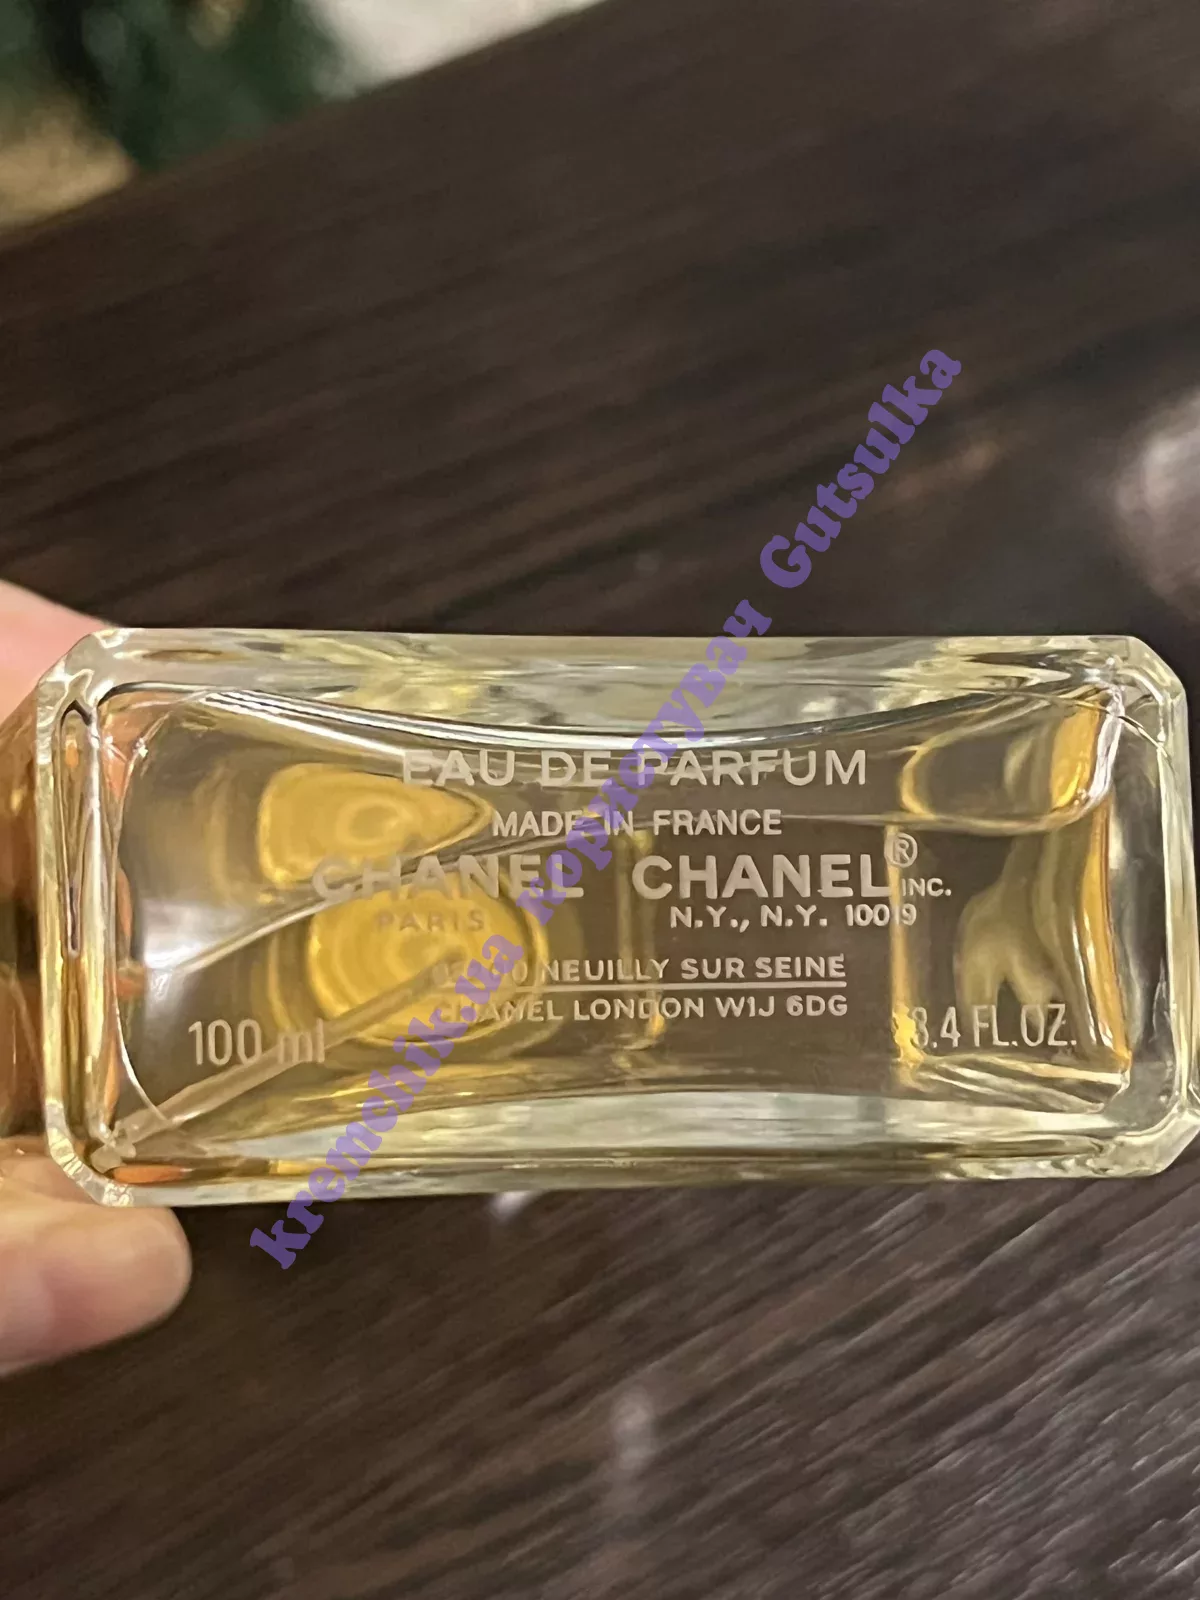 EAU DE PARFUM
MADE IN FRANCE
CHANEL CHANEL® INC.
PARIS N.Y., N.Y. 10019
NEUILLY SUR SEINE
CHANEL LONDON W1J 6DG
100 ml 3.4 FL.OZ.
kremchik.ua КористуВач Gutsulka